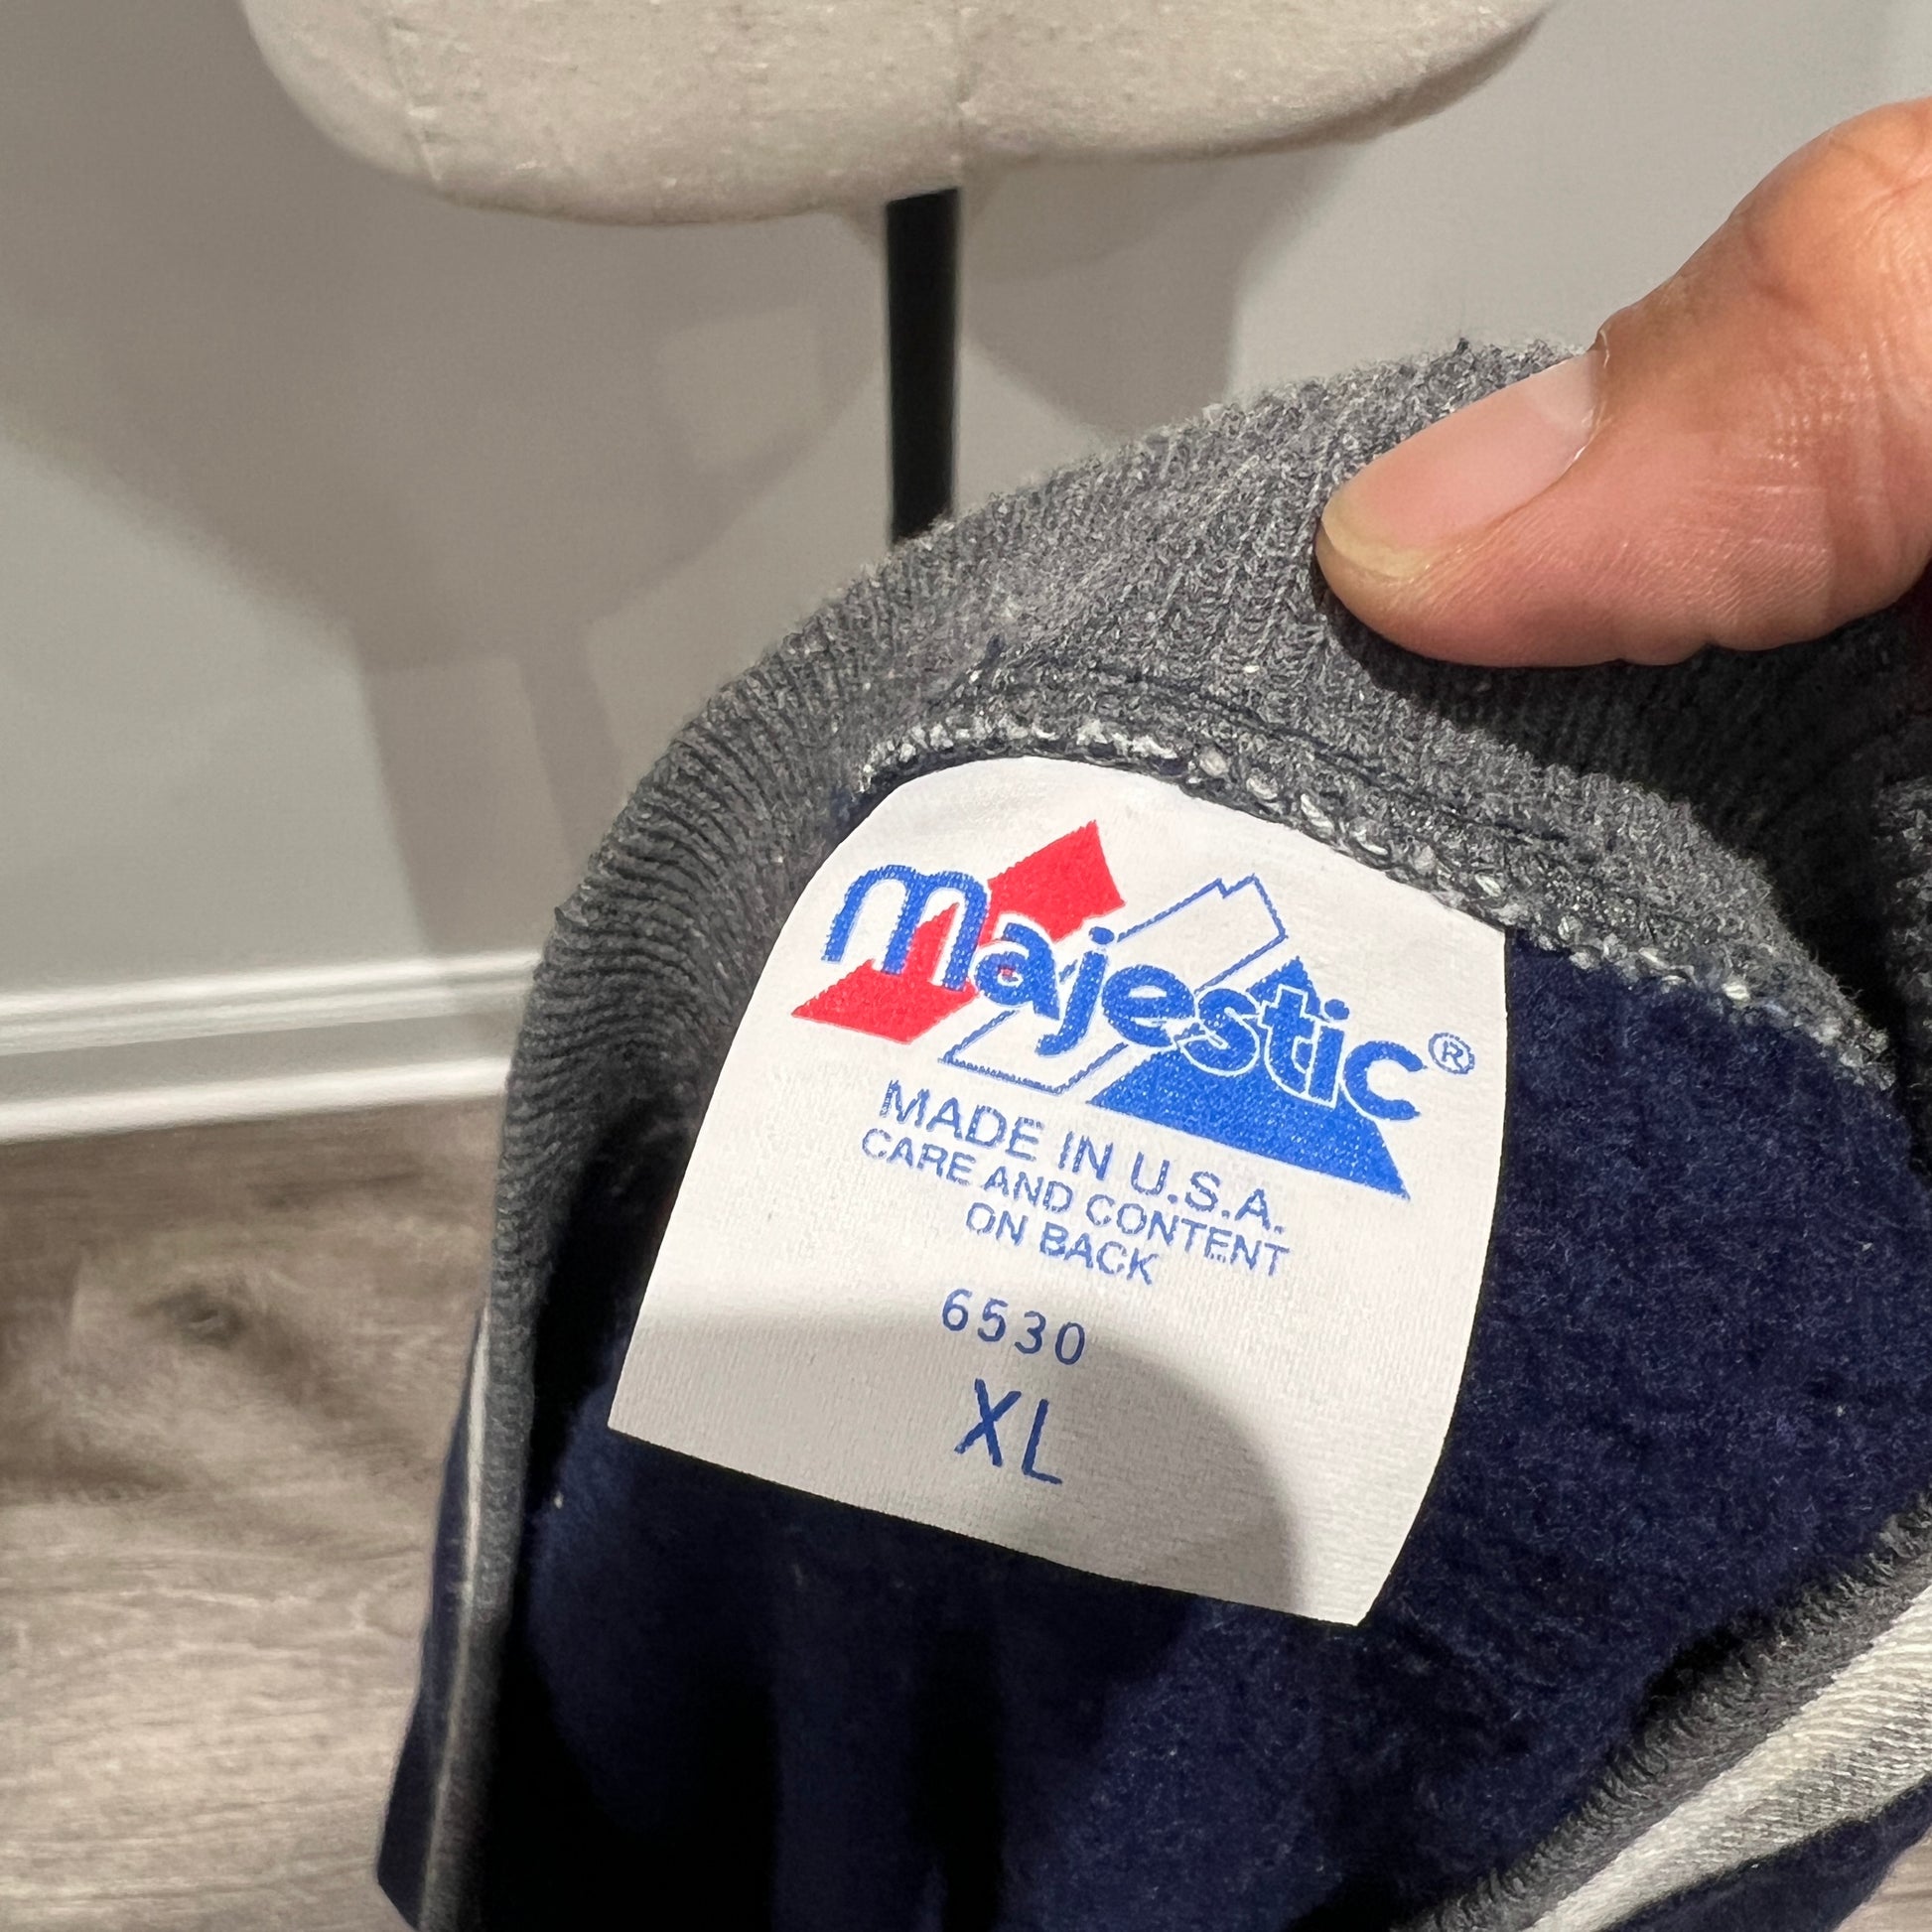 majestic®
MADE IN U.S.A.
CARE AND CONTENT
ON BACK
6530
XL